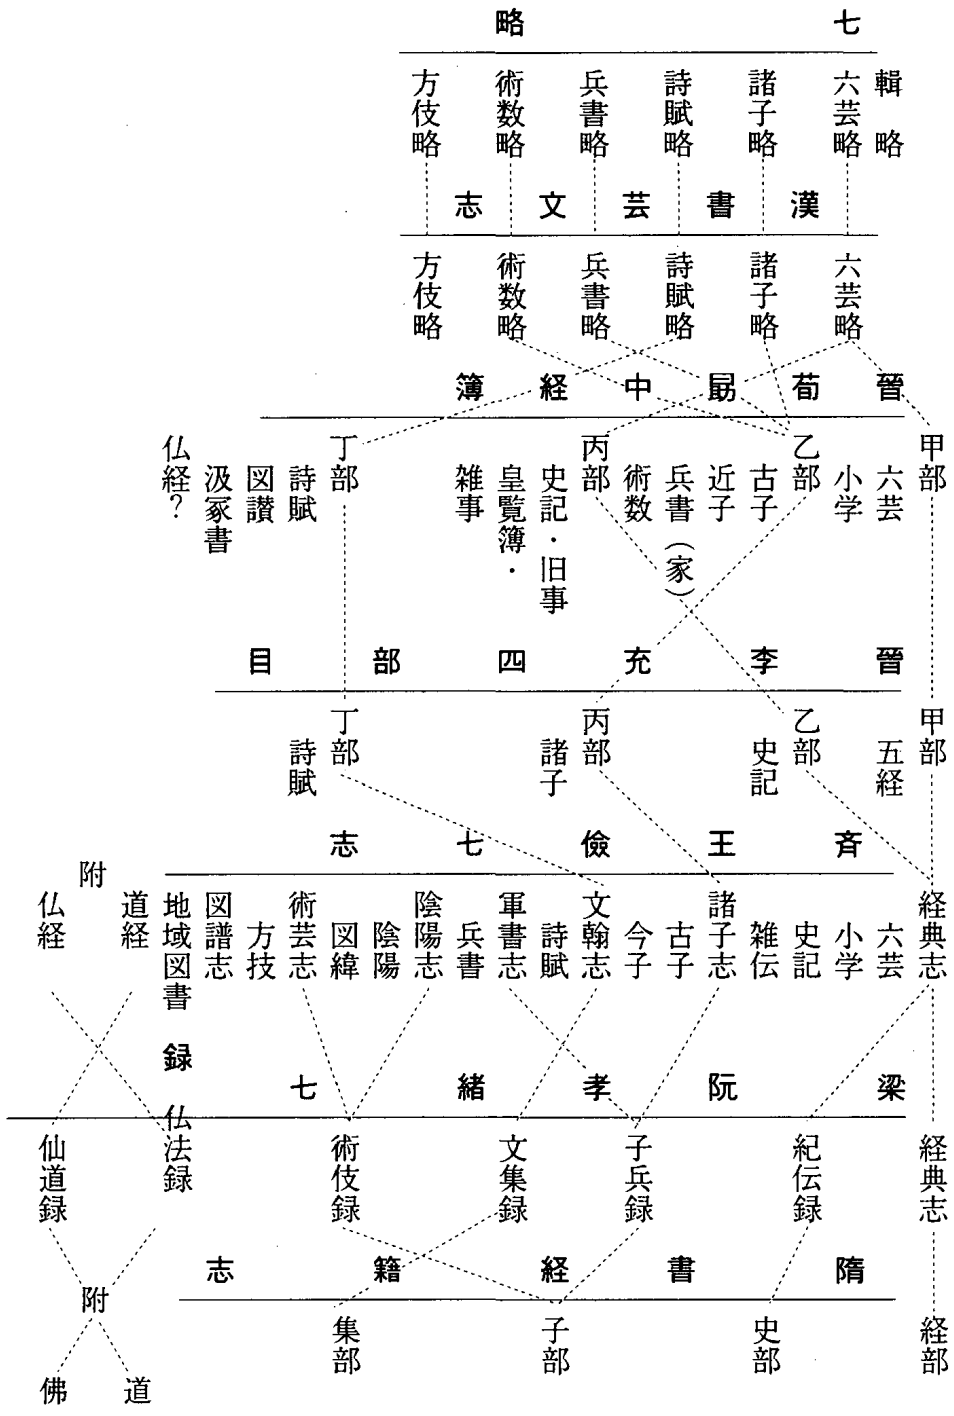 七略
輯略
六芸略
諸子略
詩賦略
兵書略
術数略
方伎略
漢書芸文志
六芸略
諸子略
詩賦略
兵書略
術数略
方伎略
晉荀勗中経簿
甲部
六芸
小学
乙部
古子
近子
兵書(家)
術数
丙部
史記・旧事
皇覧簿・
雑事
丁部
詩賦
図讃
汲冢書
仏経?
晉李充四部目
甲部
五経
乙部
史記
丙部
諸子
丁部
詩賦
斉王儉七志
経典志
六芸
小学
史記
雑伝
諸子志
古子
今子
文翰志
詩賦
軍書志
兵書
陰陽志
陰陽
図緯
術芸志
方技
図譜志
地域図書
道経
附
仏経
梁阮孝緒七録
経典志
紀伝録
子兵録
文集録
術伎録
仏法録
仙道録
隋書経籍志
経部
史部
子部
集部
附
道
佛